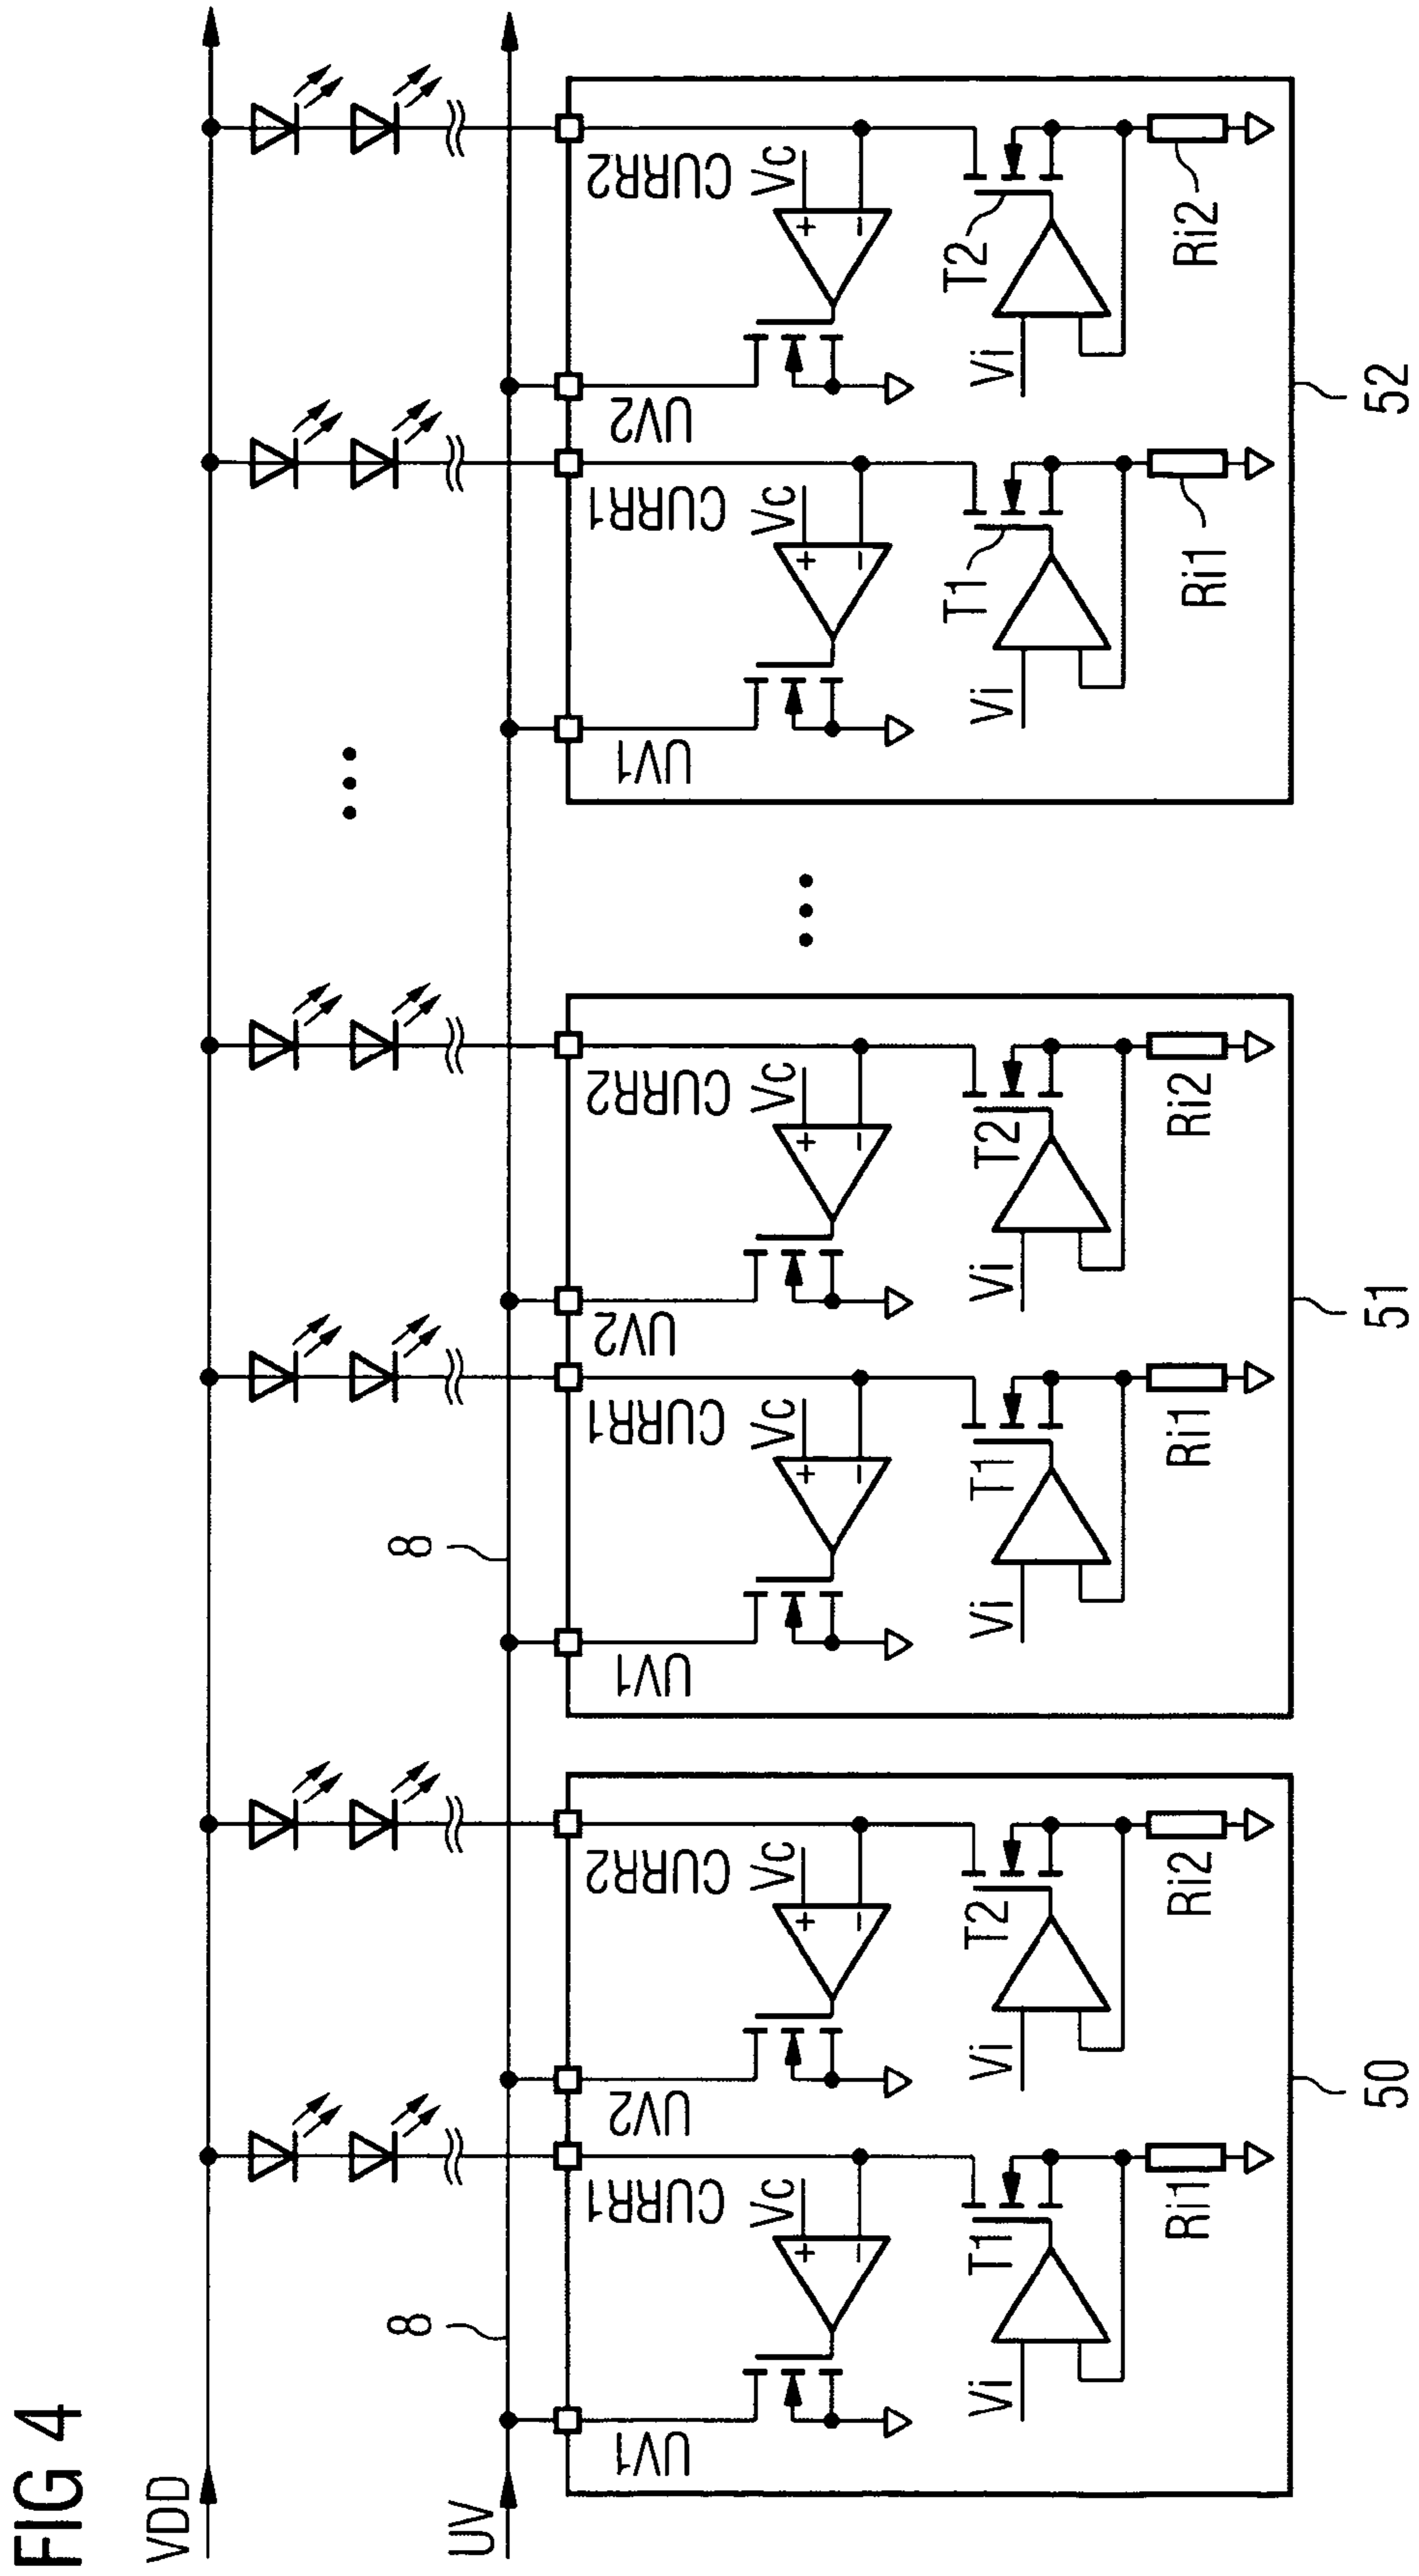 FIG 4
VDD
UV
8
8
UV1
CURR1
UV2
CURR2
Vc
+
−
Vc
+
−
Vi
T1
Vi
T2
Ri1
Ri2
50
UV1
CURR1
UV2
CURR2
Vc
+
−
Vc
+
−
Vi
T1
Vi
T2
Ri1
Ri2
51
UV1
CURR1
UV2
CURR2
Vc
+
−
Vc
+
−
Vi
T1
Vi
T2
Ri1
Ri2
52